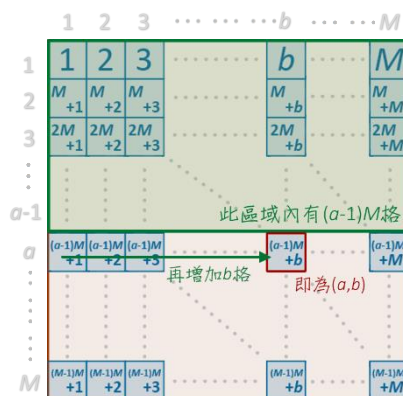 1 2 3 ... ... b ... M
1 1 2 3 b M
2 M+1 M+2 M+3 M+b M+M
3 2M+1 2M+2 2M+3 2M+b 2M+M
a-1 此區域內有(a-1)M格
a (a-1)M+1 (a-1)M+2 (a-1)M+3 (a-1)M+b (a-1)M+M
再增加b格 即為(a,b)
M (M-1)M+1 (M-1)M+2 (M-1)M+3 (M-1)M+b (M-1)M+M